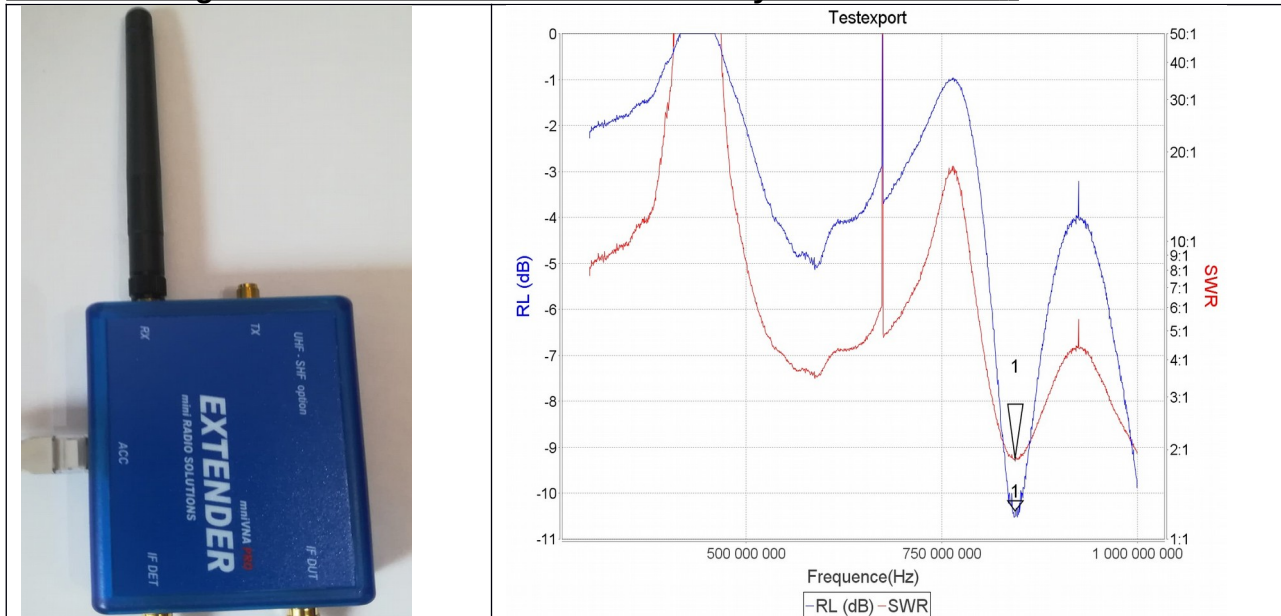 RX
TX
UHF - SHF option
EXTENDER
mini RADIO SOLUTIONS
mniVNA PRO
ACC
IF DET
IF DUT
Testexport
0
-1
-2
-3
-4
-5
-6
-7
-8
-9
-10
-11
RL (dB)
50:1
40:1
30:1
20:1
10:1
9:1
8:1
7:1
6:1
5:1
4:1
3:1
2:1
1:1
SWR
1
1
500 000 000 750 000 000 1 000 000 000
Frequence(Hz)
RL (dB) SWR